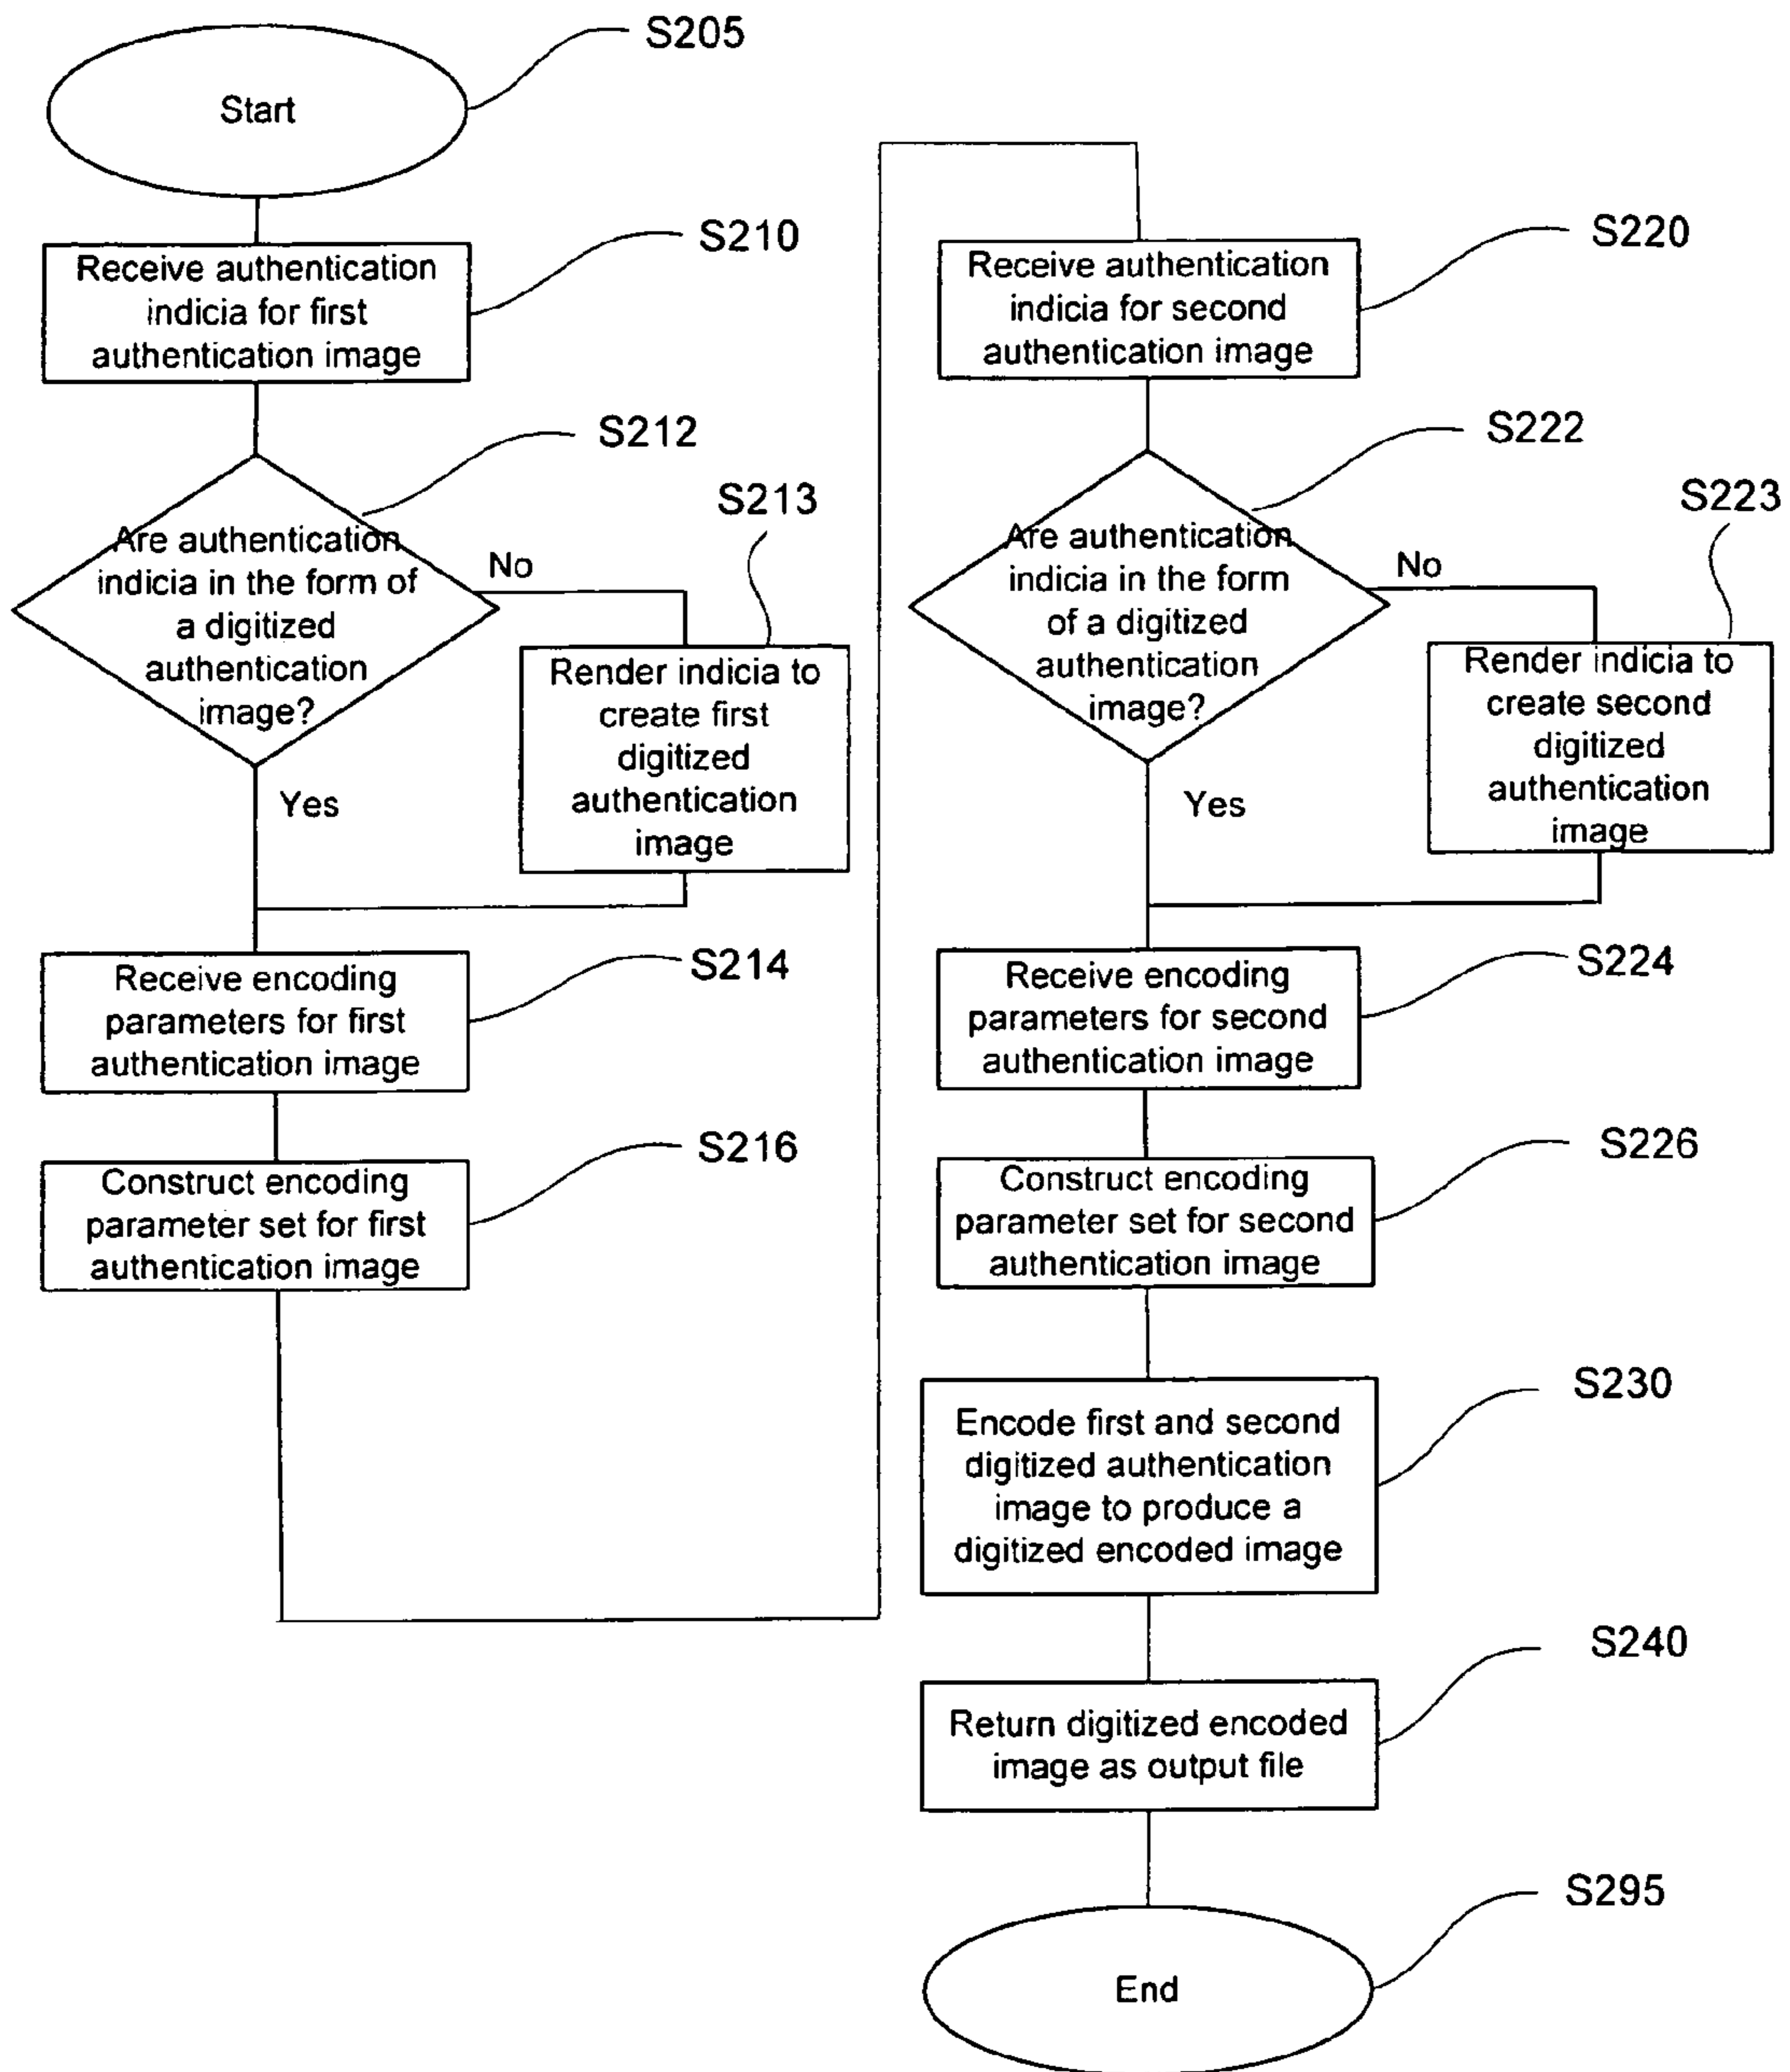 Start
S205
Receive authentication
indicia for first
authentication image
S210
Are authentication
indicia in the form of
a digitized
authentication
image?
S212
No
Yes
S213
Render indicia to
create first
digitized
authentication
image
Receive encoding
parameters for first
authentication image
S214
Construct encoding
parameter set for first
authentication image
S216
Receive authentication
indicia for second
authentication image
S220
Are authentication
indicia in the form
of a digitized
authentication
image?
S222
No
Yes
S223
Render indicia to
create second
digitized
authentication
image
Receive encoding
parameters for second
authentication image
S224
Construct encoding
parameter set for second
authentication image
S226
Encode first and second
digitized authentication
image to produce a
digitized encoded image
S230
Return digitized encoded
image as output file
S240
End
S295